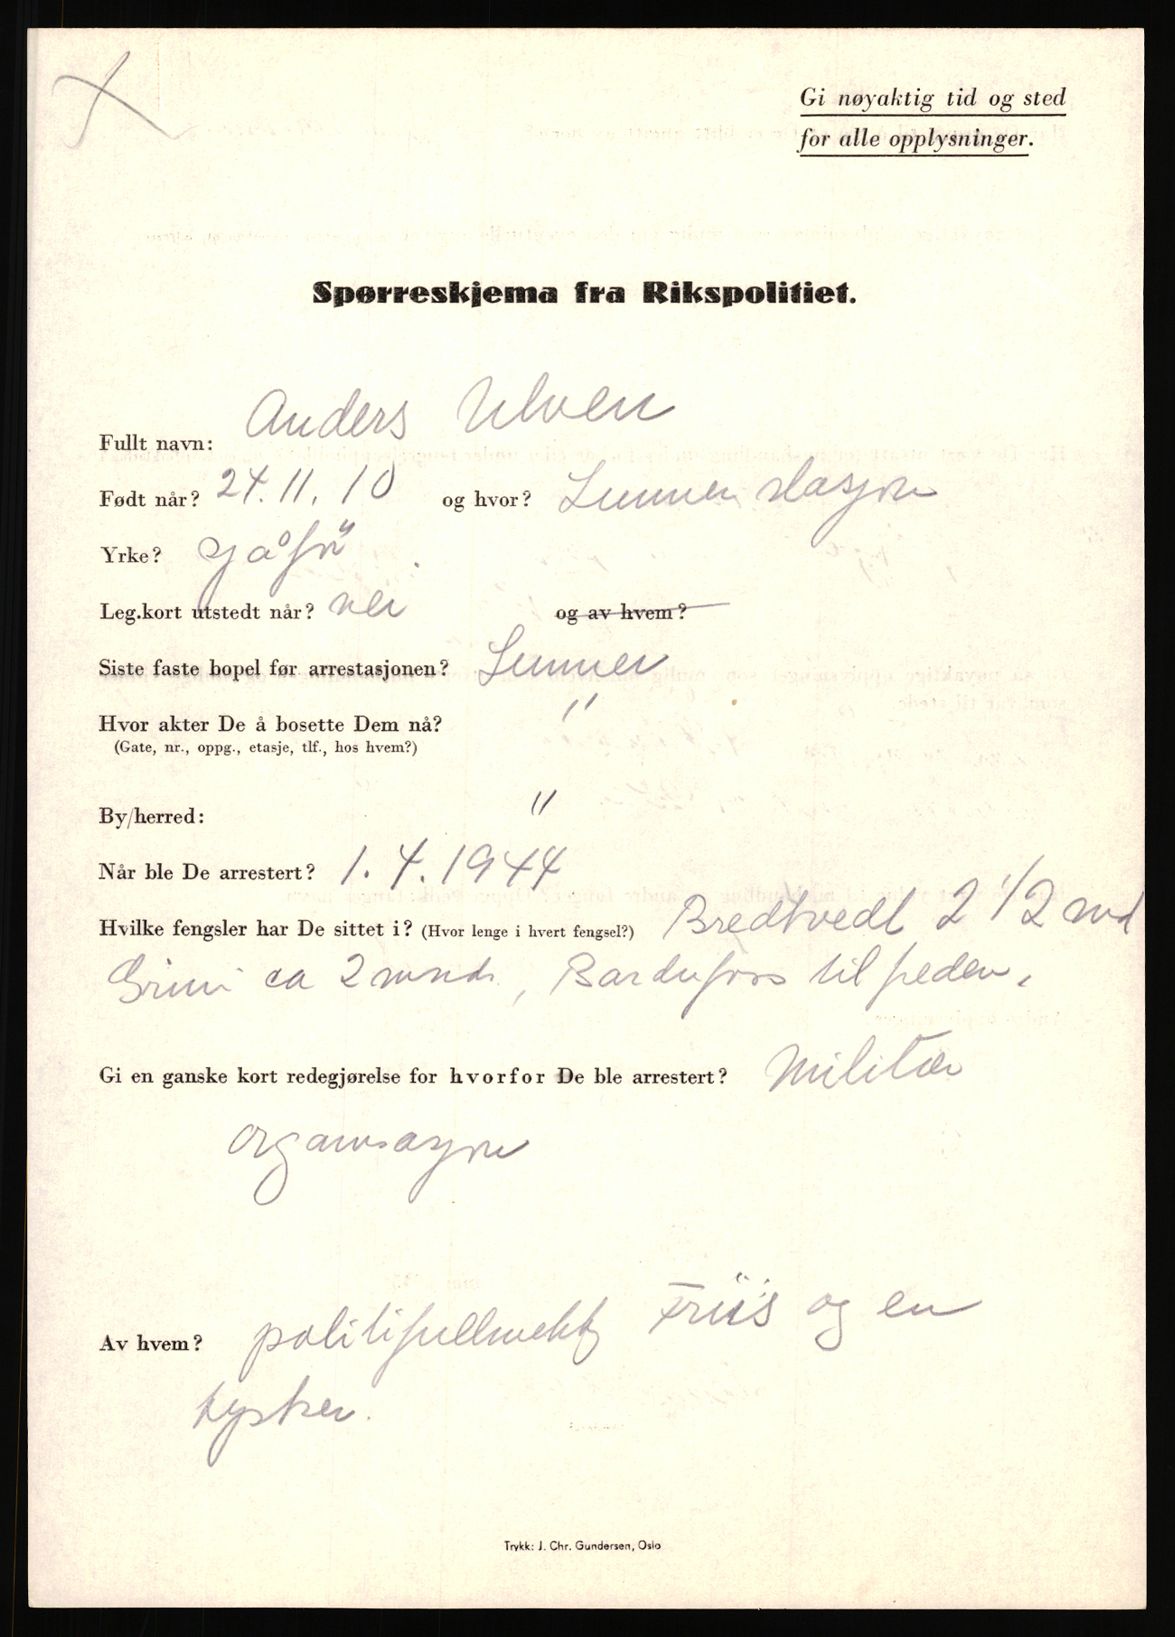 Gi nøyaktig tid og sted
for alle opplysninger.
Spørreskjema fra Rikspolitiet.
Fullt navn: Anders Ulven
Født når? 24.11.10 og hvor? Lunner stasjon
Yrke?
Leg.kort utstedt når? nei og av hvem?
Siste faste bopel før arrestasjonen? Lunner
Hvor akter De å bosette Dem nå? "
(Gate, nr., oppg., etasje, tlf., hos hvem?)
By/herred: "
Når ble De arrestert? 1.4.1944
Hvilke fengsler har De sittet i? (Hvor lenge i hvert fengsel?) Bredtvedt 2 1/2 md
Grini ca 2 mndr, Bardufoss til freden.
Gi en ganske kort redegjørelse for hvorfor De ble arrestert? Militær
organisasjon
Av hvem? politifullmektig Friis og en
tysker.
Trykk: J. Chr. Gundersen, Oslo